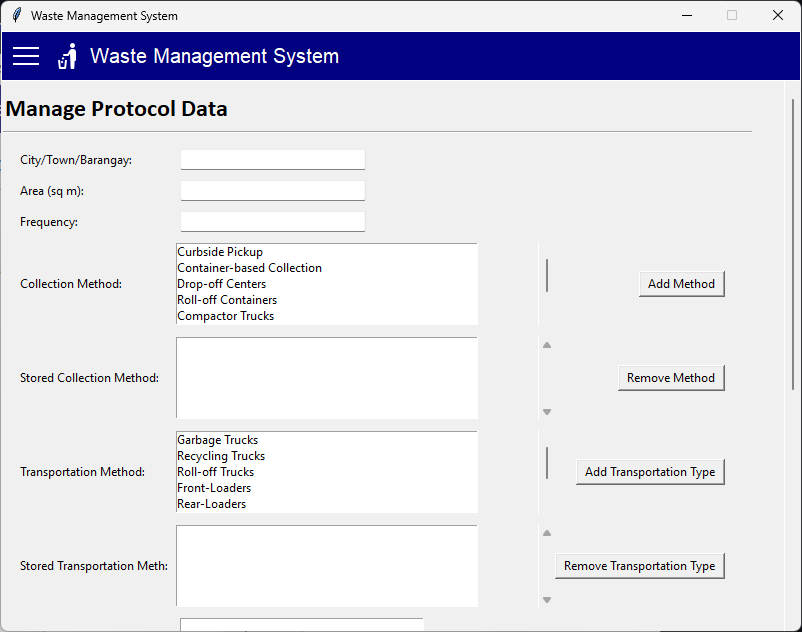 Waste Management System
Waste Management System
Manage Protocol Data
City/Town/Barangay:
Area (sq m):
Frequency:
Collection Method:
Curbside Pickup
Container-based Collection
Drop-off Centers
Roll-off Containers
Compactor Trucks
Add Method
Stored Collection Method:
Remove Method
Transportation Method:
Garbage Trucks
Recycling Trucks
Roll-off Trucks
Front-Loaders
Rear-Loaders
Add Transportation Type
Stored Transportation Meth:
Remove Transportation Type